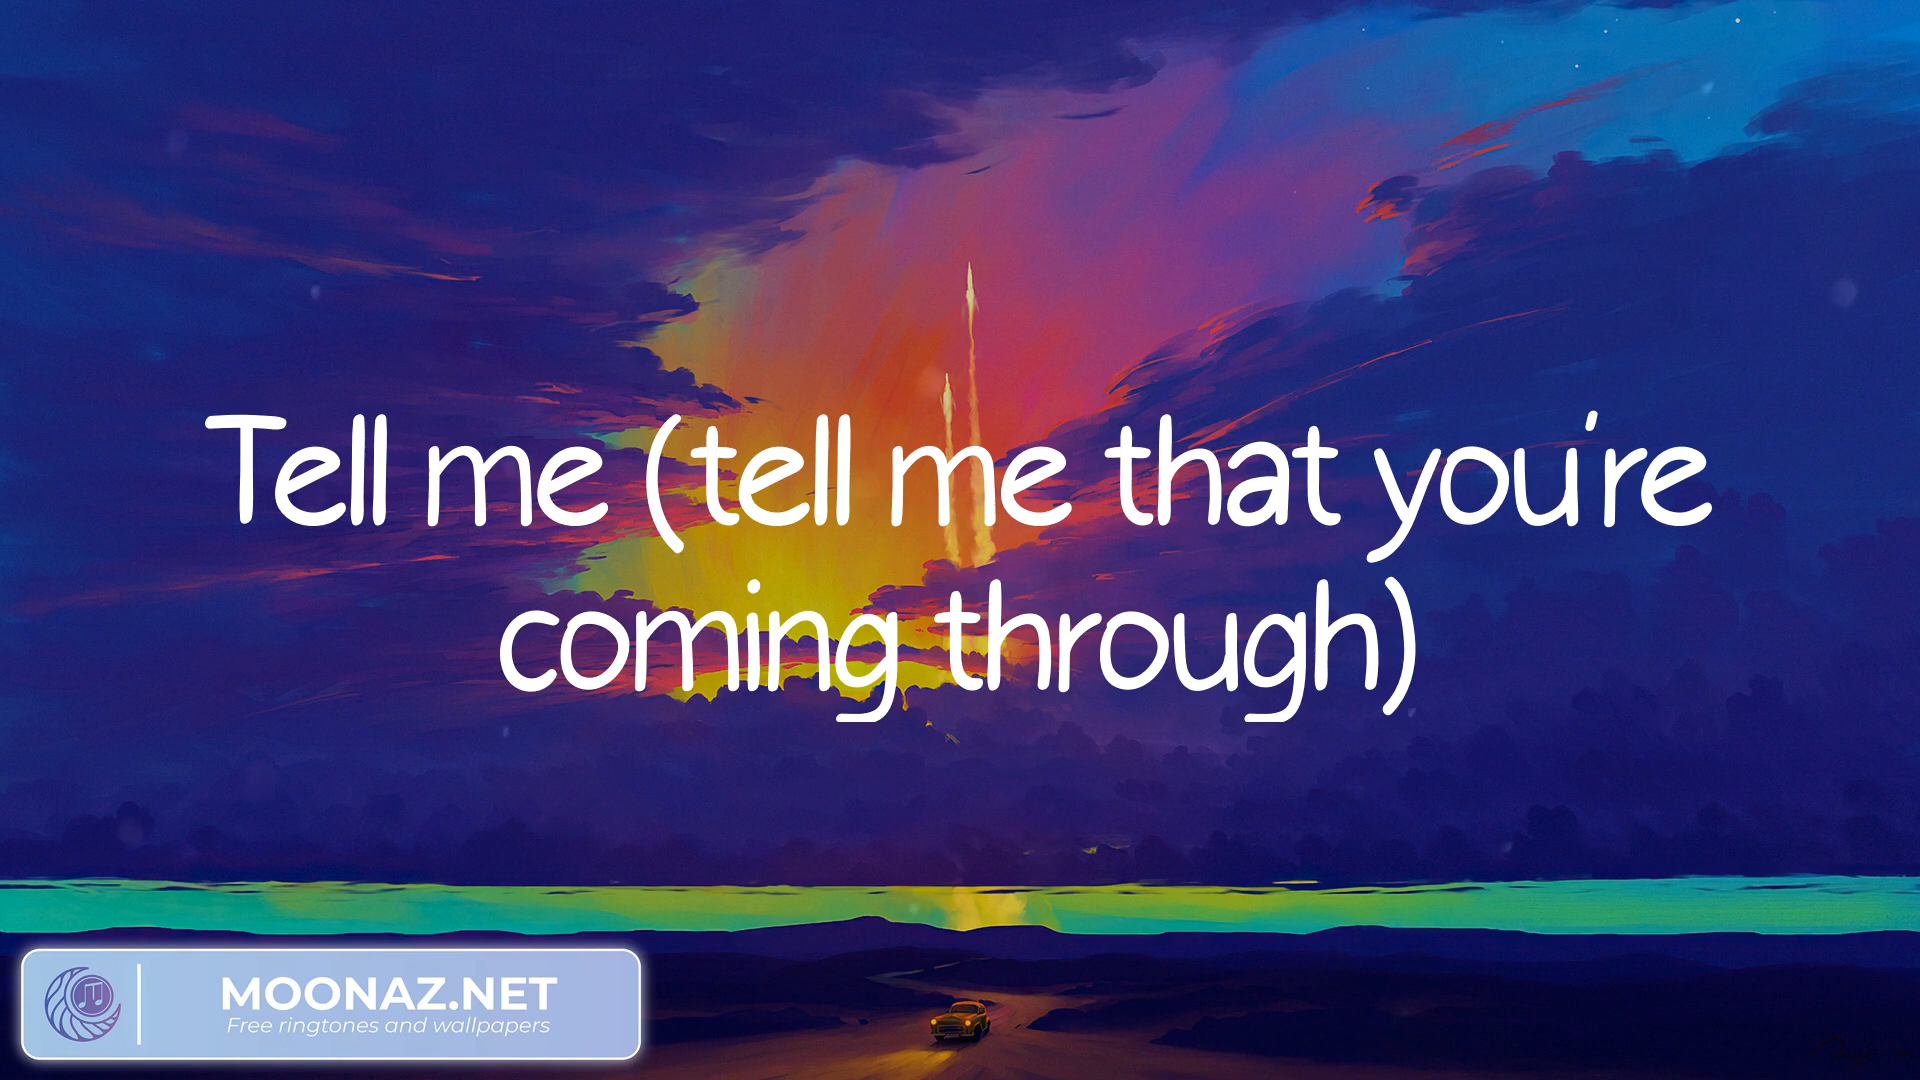 Tell me (tell me that you're
coming through)
MOONAZ.NET
Free ringtones and wallpapers